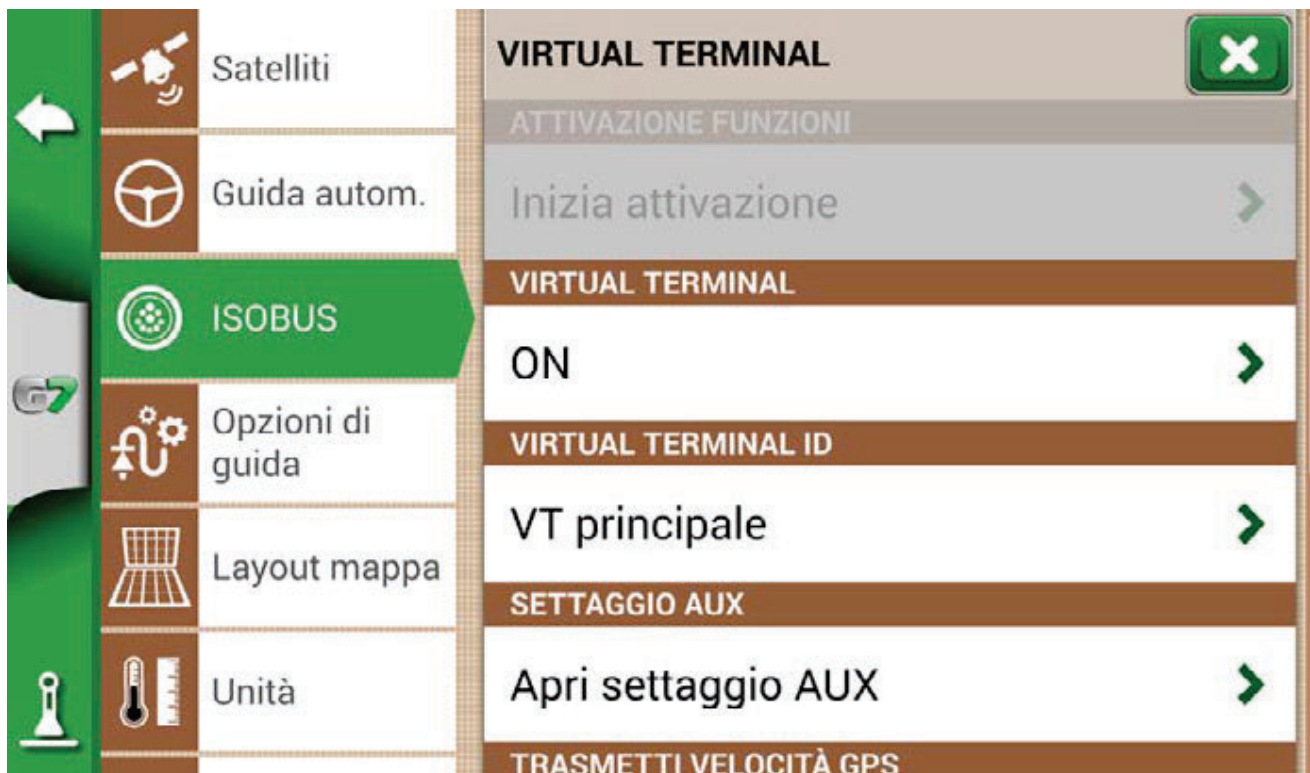 Satelliti
Guida autom.
ISOBUS
Opzioni di
guida
Layout mappa
Unità
G7
VIRTUAL TERMINAL
ATTIVAZIONE FUNZIONI
Inizia attivazione
VIRTUAL TERMINAL
ON
VIRTUAL TERMINAL ID
VT principale
SETTAGGIO AUX
Apri settaggio AUX
TRASMETTI VELOCITÀ GPS